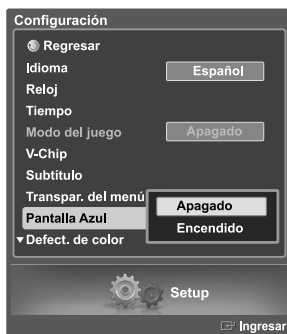 Configuración
Regresar
Idioma Español
Reloj
Tiempo
Modo del juego Apagado
V-Chip
Subtítulo
Transpar. del menú
Apagado
Pantalla Azul
Encendido
Defect. de color
Setup
Ingresar